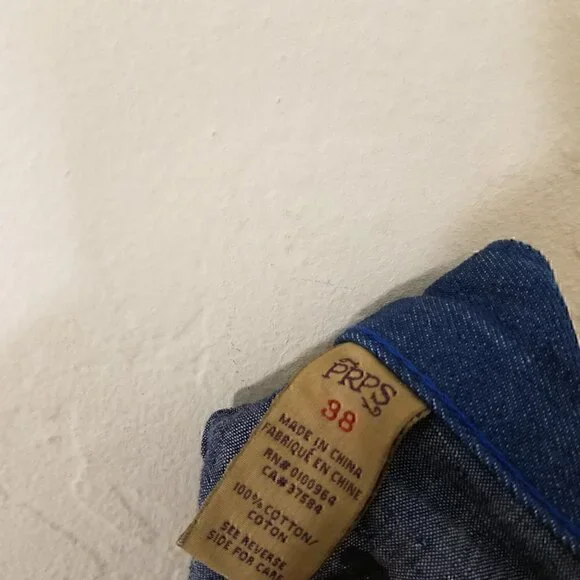 PRPS
38
MADE IN CHINA
FABRIQUÉ EN CHINE
RN# 0100964
CA# 37584
100% COTTON/
COTON
SEE REVERSE
SIDE FOR CARE